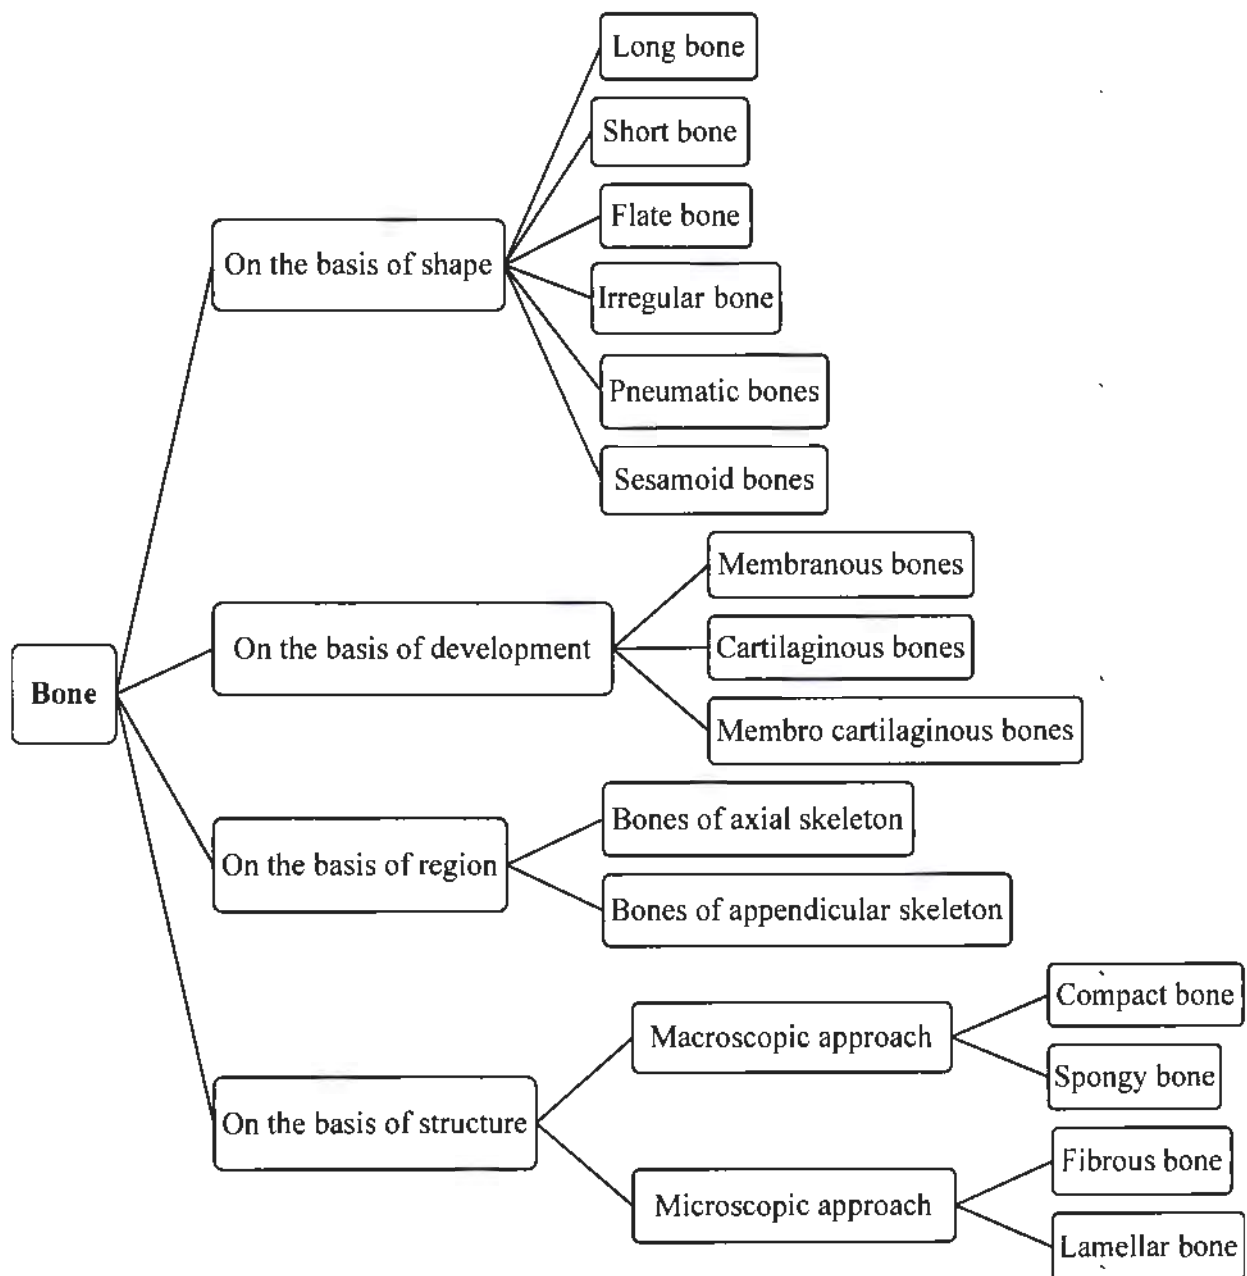 Long bone
Short bone
Flate bone
On the basis of shape
Irregular bone
Pneumatic bones
Sesamoid bones
Membranous bones
On the basis of development
Cartilaginous bones
Bone
Membro cartilaginous bones
Bones of axial skeleton
On the basis of region
Bones of appendicular skeleton
Compact bone
Macroscopic approach
Spongy bone
On the basis of structure
Fibrous bone
Microscopic approach
Lamellar bone